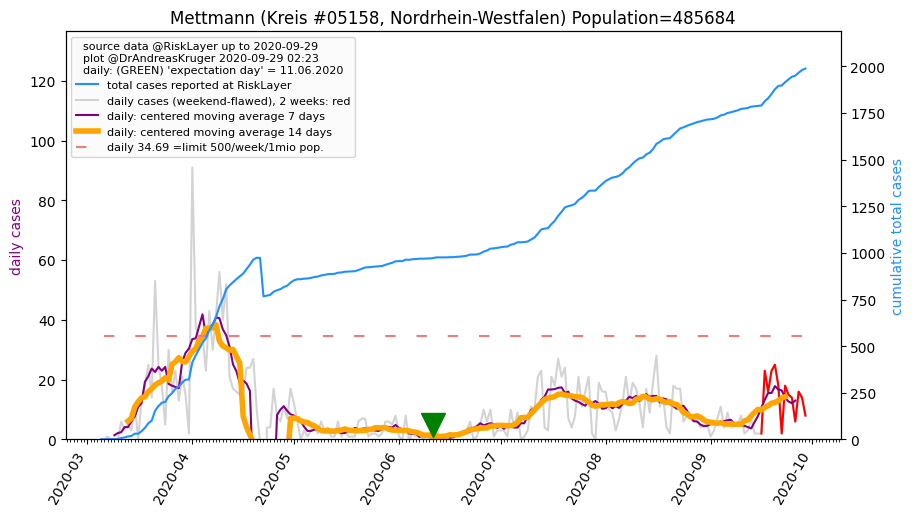 Mettmann (Kreis #05158, Nordrhein-Westfalen) Population=485684
source data @RiskLayer up to 2020-09-29
plot @DrAndreasKruger 2020-09-29 02:23
daily: (GREEN) 'expectation day' = 11.06.2020
total cases reported at RiskLayer
daily cases (weekend-flawed), 2 weeks: red
daily: centered moving average 7 days
daily: centered moving average 14 days
daily 34.69 =limit 500/week/1mio pop.
daily cases
120
100
80
60
40
20
0
cumulative total cases
2000
1750
1500
1250
1000
750
500
250
0
2020-03
2020-04
2020-05
2020-06
2020-07
2020-08
2020-09
2020-10